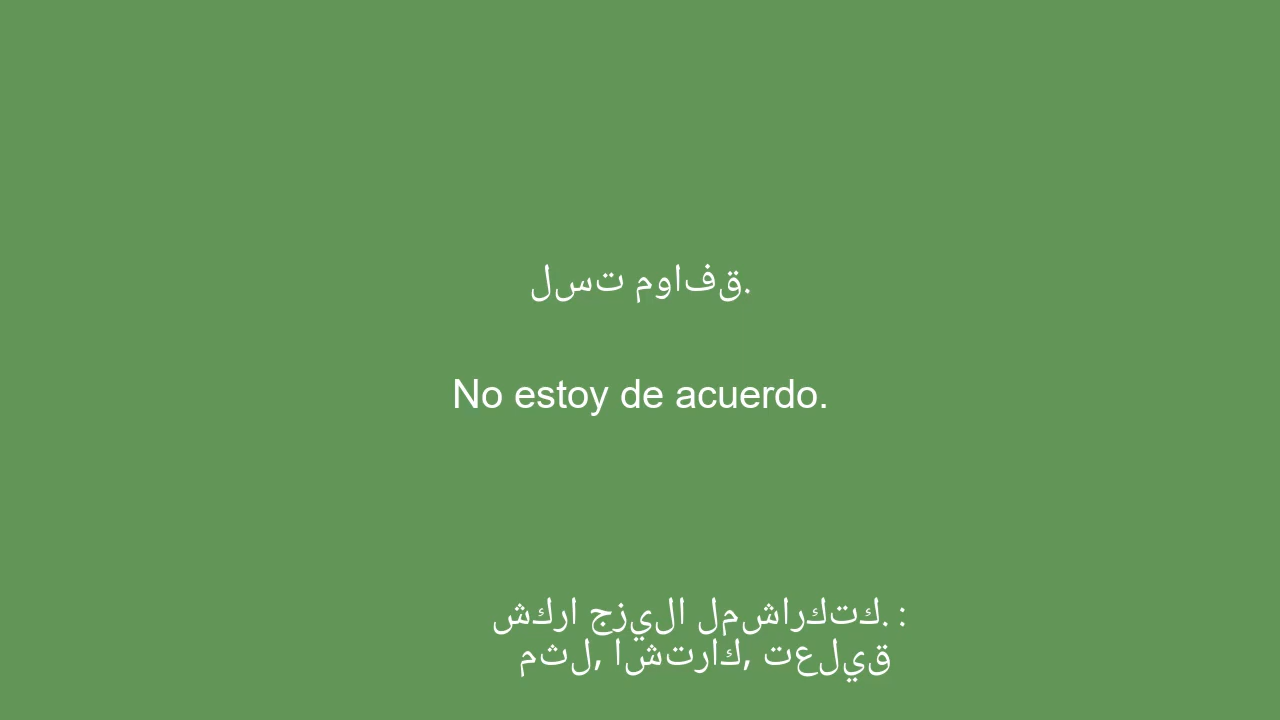 لست موافق.
No estoy de acuerdo.
شكرا جزيلا لمشاركتك. :
مثل, اشتراك, تعليق